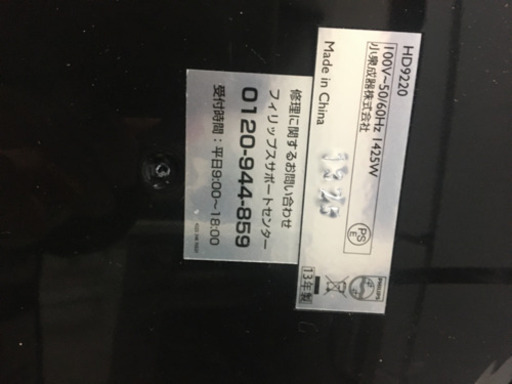 HD9220
100V~50/60Hz 1425W
小泉成器株式会社
PS
E
Made in China
13年製
PHILIPS
修理に関するお問い合わせ
フィリップスサポートセンター
0120-944-859
受付時間：平日9:00～18:00